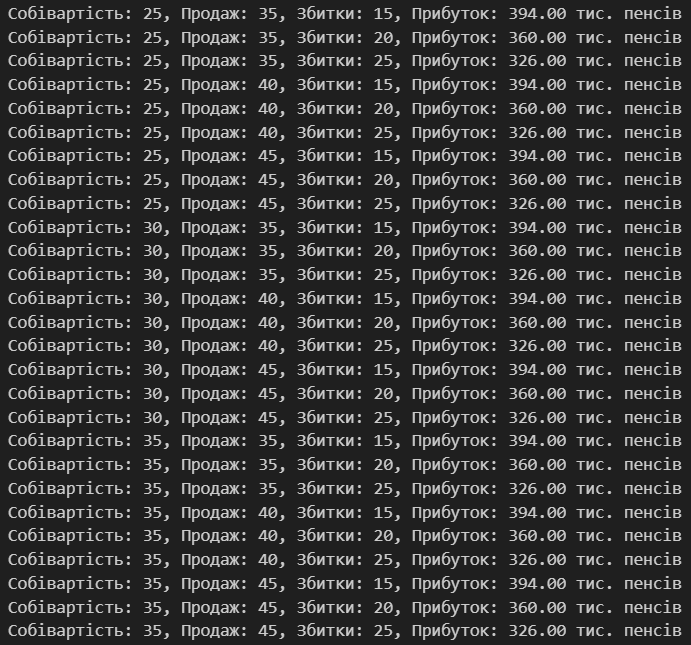 Собівартість: 25, Продаж: 35, Збитки: 15, Прибуток: 394.00 тис. пенсів
Собівартість: 25, Продаж: 35, Збитки: 20, Прибуток: 360.00 тис. пенсів
Собівартість: 25, Продаж: 35, Збитки: 25, Прибуток: 326.00 тис. пенсів
Собівартість: 25, Продаж: 40, Збитки: 15, Прибуток: 394.00 тис. пенсів
Собівартість: 25, Продаж: 40, Збитки: 20, Прибуток: 360.00 тис. пенсів
Собівартість: 25, Продаж: 40, Збитки: 25, Прибуток: 326.00 тис. пенсів
Собівартість: 25, Продаж: 45, Збитки: 15, Прибуток: 394.00 тис. пенсів
Собівартість: 25, Продаж: 45, Збитки: 20, Прибуток: 360.00 тис. пенсів
Собівартість: 25, Продаж: 45, Збитки: 25, Прибуток: 326.00 тис. пенсів
Собівартість: 30, Продаж: 35, Збитки: 15, Прибуток: 394.00 тис. пенсів
Собівартість: 30, Продаж: 35, Збитки: 20, Прибуток: 360.00 тис. пенсів
Собівартість: 30, Продаж: 35, Збитки: 25, Прибуток: 326.00 тис. пенсів
Собівартість: 30, Продаж: 40, Збитки: 15, Прибуток: 394.00 тис. пенсів
Собівартість: 30, Продаж: 40, Збитки: 20, Прибуток: 360.00 тис. пенсів
Собівартість: 30, Продаж: 40, Збитки: 25, Прибуток: 326.00 тис. пенсів
Собівартість: 30, Продаж: 45, Збитки: 15, Прибуток: 394.00 тис. пенсів
Собівартість: 30, Продаж: 45, Збитки: 20, Прибуток: 360.00 тис. пенсів
Собівартість: 30, Продаж: 45, Збитки: 25, Прибуток: 326.00 тис. пенсів
Собівартість: 35, Продаж: 35, Збитки: 15, Прибуток: 394.00 тис. пенсів
Собівартість: 35, Продаж: 35, Збитки: 20, Прибуток: 360.00 тис. пенсів
Собівартість: 35, Продаж: 35, Збитки: 25, Прибуток: 326.00 тис. пенсів
Собівартість: 35, Продаж: 40, Збитки: 15, Прибуток: 394.00 тис. пенсів
Собівартість: 35, Продаж: 40, Збитки: 20, Прибуток: 360.00 тис. пенсів
Собівартість: 35, Продаж: 40, Збитки: 25, Прибуток: 326.00 тис. пенсів
Собівартість: 35, Продаж: 45, Збитки: 15, Прибуток: 394.00 тис. пенсів
Собівартість: 35, Продаж: 45, Збитки: 20, Прибуток: 360.00 тис. пенсів
Собівартість: 35, Продаж: 45, Збитки: 25, Прибуток: 326.00 тис. пенсів